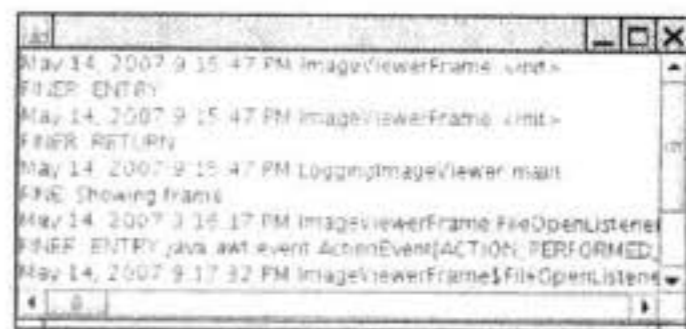 May 14, 2007 9:15:47 PM ImageViewerFrame <init>
FINER: ENTRY
May 14, 2007 9:15:47 PM ImageViewerFrame <init>
FINER: RETURN
May 14, 2007 9:15:47 PM LoggingImageViewer main
FINE: Showing frame
May 14, 2007 9:16:17 PM ImageViewerFrame FileOpenListener
FINER: ENTRY java.awt.event.ActionEvent[ACTION_PERFORMED,
May 14, 2007 9:17:32 PM ImageViewerFrame$FileOpenListene